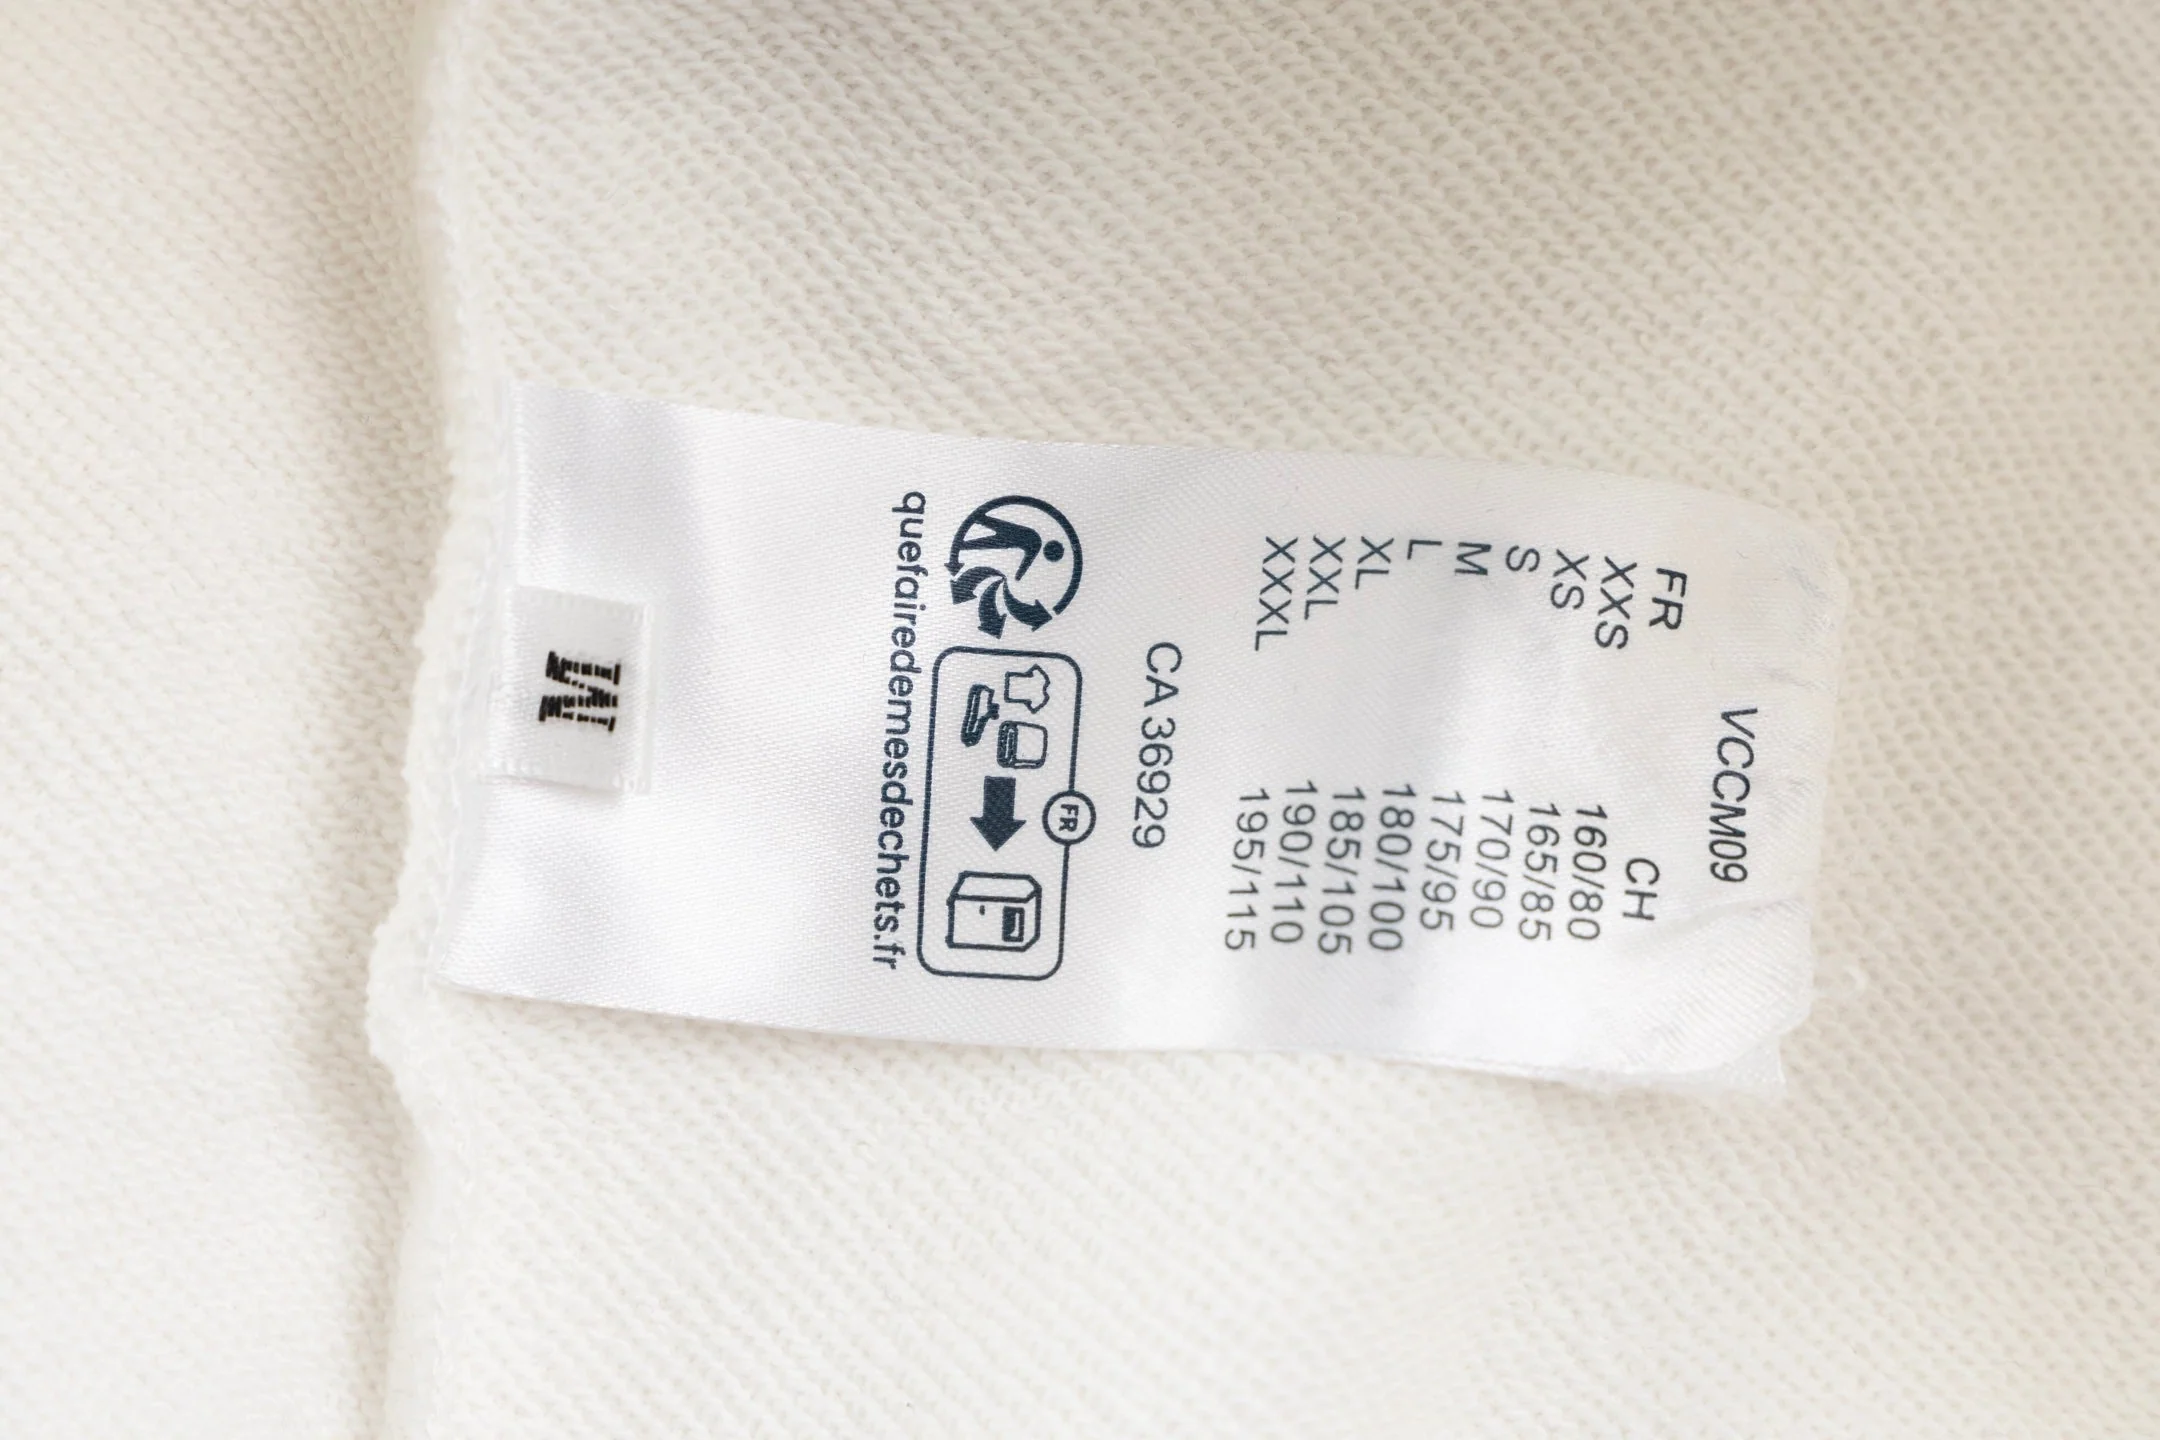 VCCM09
FR CH
XXS 160/80
XS 165/85
S 170/90
M 175/95
L 180/100
XL 185/105
XXL 190/110
XXXL 195/115
CA 36929
FR
quefairedemesdechets.fr
M